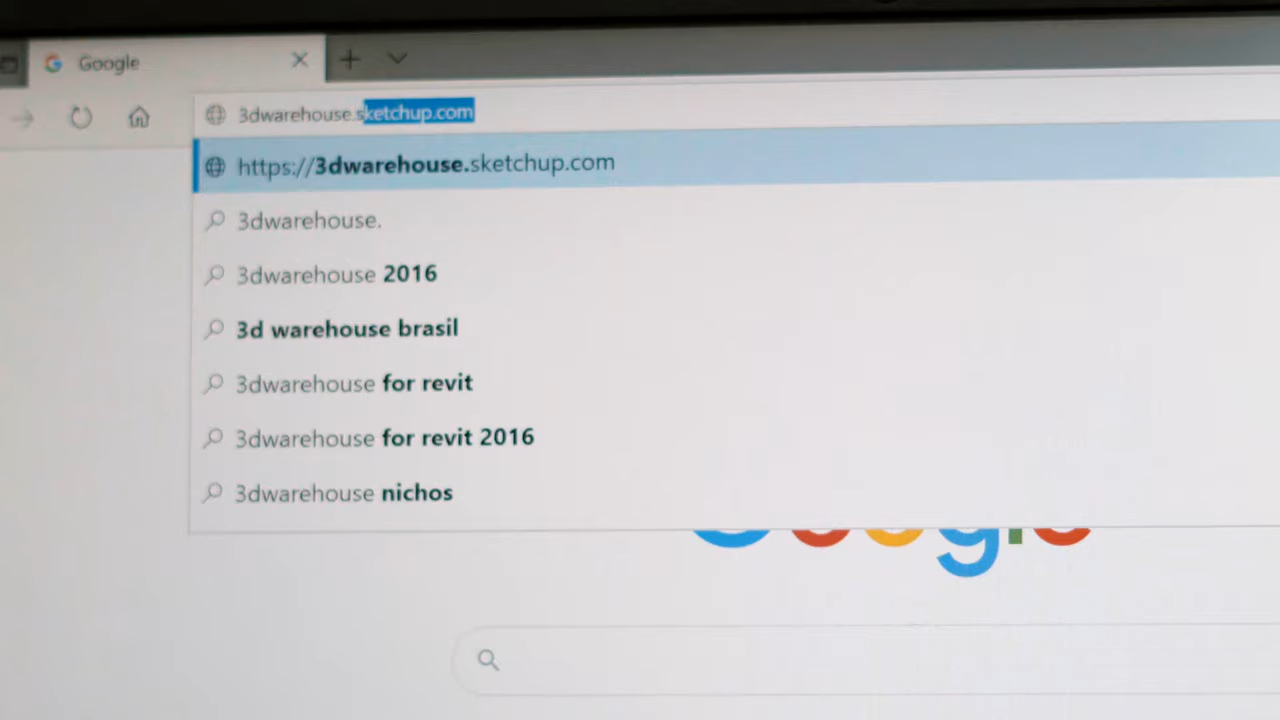 Google
3dwarehouse.sketchup.com
https://3dwarehouse.sketchup.com
3dwarehouse.
3dwarehouse 2016
3d warehouse brasil
3dwarehouse for revit
3dwarehouse for revit 2016
3dwarehouse nichos
Google